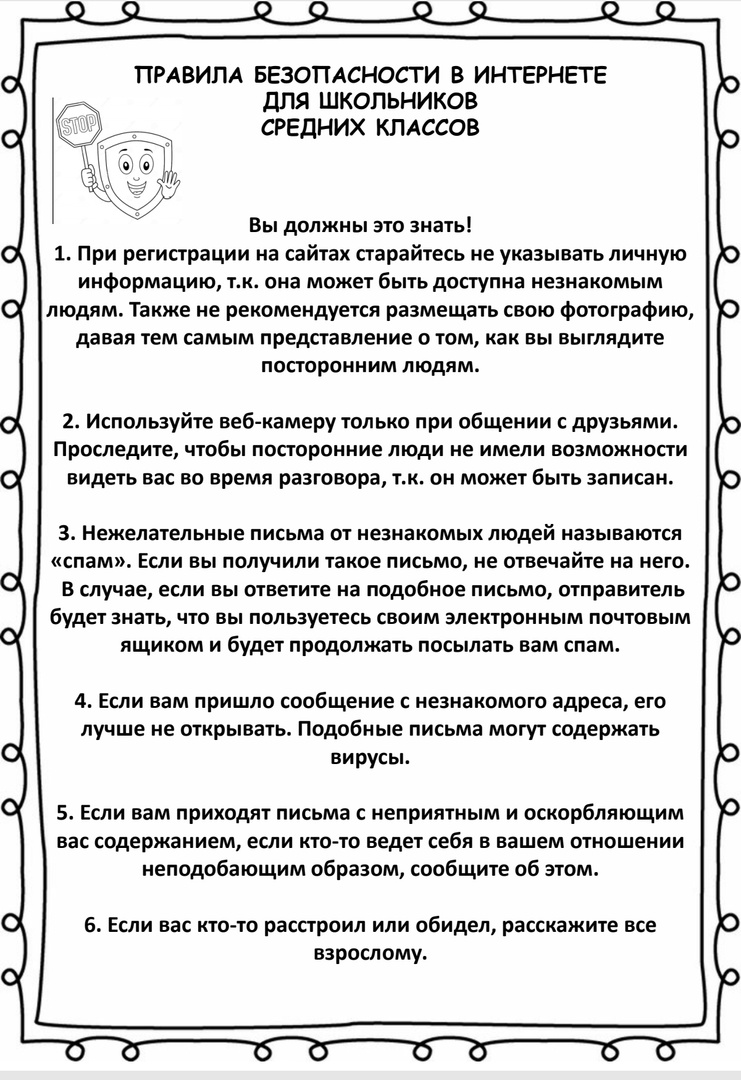 ПРАВИЛА БЕЗОПАСНОСТИ В ИНТЕРНЕТЕ
ДЛЯ ШКОЛЬНИКОВ
СРЕДНИХ КЛАССОВ
STOP
Вы должны это знать!
1. При регистрации на сайтах старайтесь не указывать личную
информацию, т.к. она может быть доступна незнакомым
людям. Также не рекомендуется размещать свою фотографию,
давая тем самым представление о том, как вы выглядите
посторонним людям.
2. Используйте веб-камеру только при общении с друзьями.
Проследите, чтобы посторонние люди не имели возможности
видеть вас во время разговора, т.к. он может быть записан.
3. Нежелательные письма от незнакомых людей называются
«спам». Если вы получили такое письмо, не отвечайте на него.
В случае, если вы ответите на подобное письмо, отправитель
будет знать, что вы пользуетесь своим электронным почтовым
ящиком и будет продолжать посылать вам спам.
4. Если вам пришло сообщение с незнакомого адреса, его
лучше не открывать. Подобные письма могут содержать
вирусы.
5. Если вам приходят письма с неприятным и оскорбляющим
вас содержанием, если кто-то ведет себя в вашем отношении
неподобающим образом, сообщите об этом.
6. Если вас кто-то расстроил или обидел, расскажите все
взрослому.